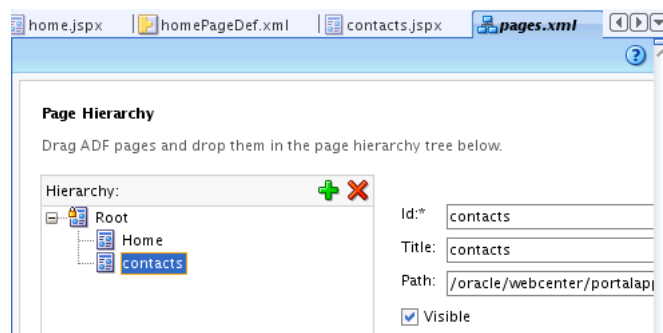 home.jspx homePageDef.xml contacts.jspx pages.xml
Page Hierarchy
Drag ADF pages and drop them in the page hierarchy tree below.
Hierarchy:
Root
Home
contacts
Id:* contacts
Title: contacts
Path: /oracle/webcenter/portalapp
Visible